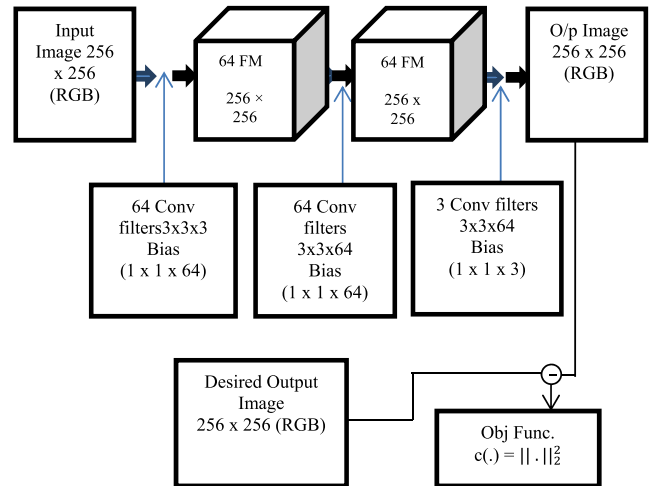 Input
Image 256
x 256
(RGB)
64 FM
256 ×
256
64 FM
256 x
256
O/p Image
256 x 256
(RGB)
64 Conv
filters3x3x3
Bias
(1 x 1 x 64)
64 Conv
filters
3x3x64
Bias
(1 x 1 x 64)
3 Conv filters
3x3x64
Bias
(1 x 1 x 3)
Desired Output
Image
256 x 256 (RGB)
−
Obj Func.
c(.) = || . ||₂²